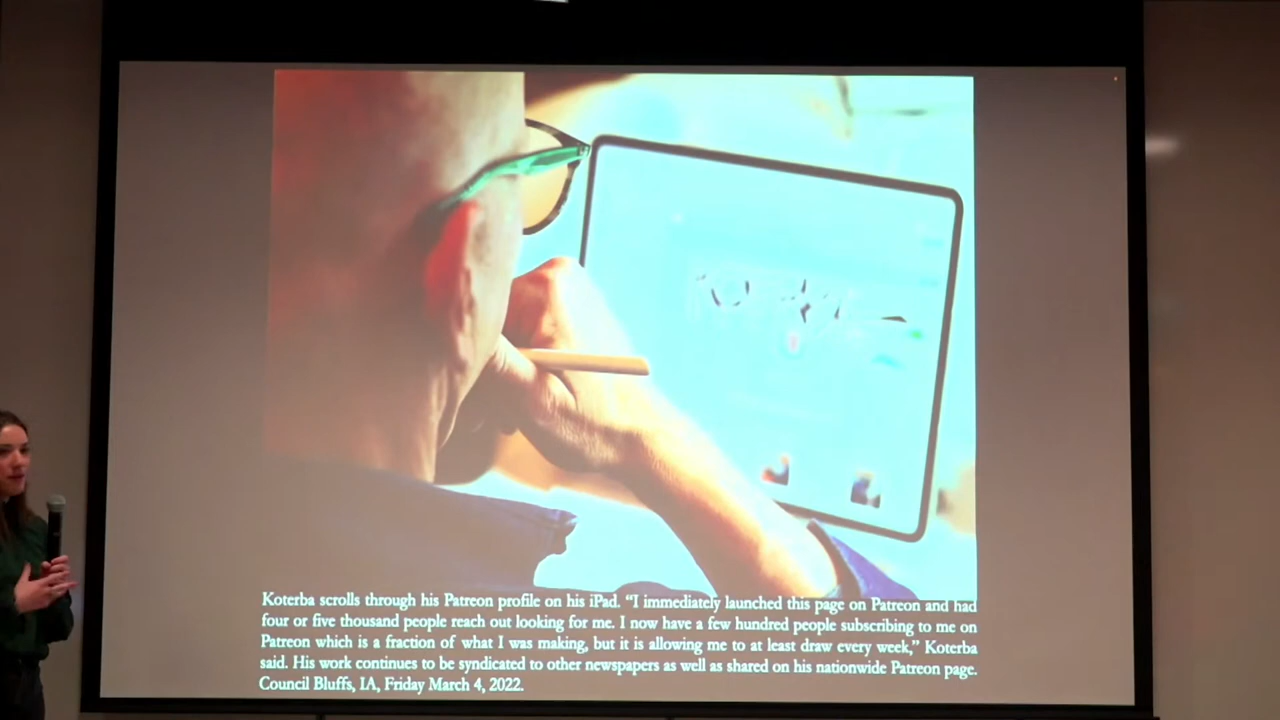 Koterba scrolls through his Patreon profile on his iPad. “I immediately launched this page on Patreon and had
four or five thousand people reach out looking for me. I now have a few hundred people subscribing to me on
Patreon which is a fraction of what I was making, but it is allowing me to at least draw every week,” Koterba
said. His work continues to be syndicated to other newspapers as well as shared on his nationwide Patreon page.
Council Bluffs, IA, Friday March 4, 2022.